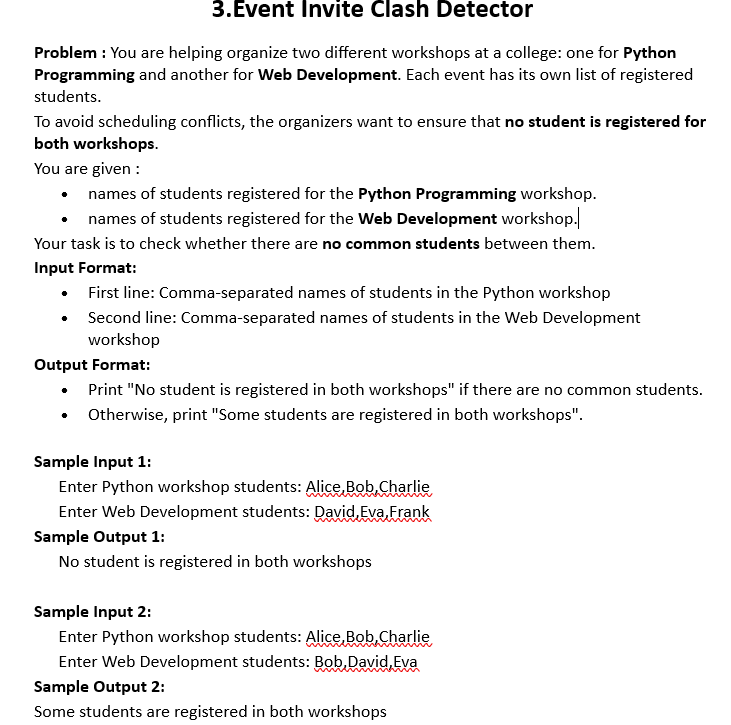 3.Event Invite Clash Detector
Problem : You are helping organize two different workshops at a college: one for Python
Programming and another for Web Development. Each event has its own list of registered
students.
To avoid scheduling conflicts, the organizers want to ensure that no student is registered for
both workshops.
You are given :
• names of students registered for the Python Programming workshop.
• names of students registered for the Web Development workshop.
Your task is to check whether there are no common students between them.
Input Format:
• First line: Comma-separated names of students in the Python workshop
• Second line: Comma-separated names of students in the Web Development
workshop
Output Format:
• Print "No student is registered in both workshops" if there are no common students.
• Otherwise, print "Some students are registered in both workshops".
Sample Input 1:
Enter Python workshop students: Alice,Bob,Charlie
Enter Web Development students: David,Eva,Frank
Sample Output 1:
No student is registered in both workshops
Sample Input 2:
Enter Python workshop students: Alice,Bob,Charlie
Enter Web Development students: Bob,David,Eva
Sample Output 2:
Some students are registered in both workshops